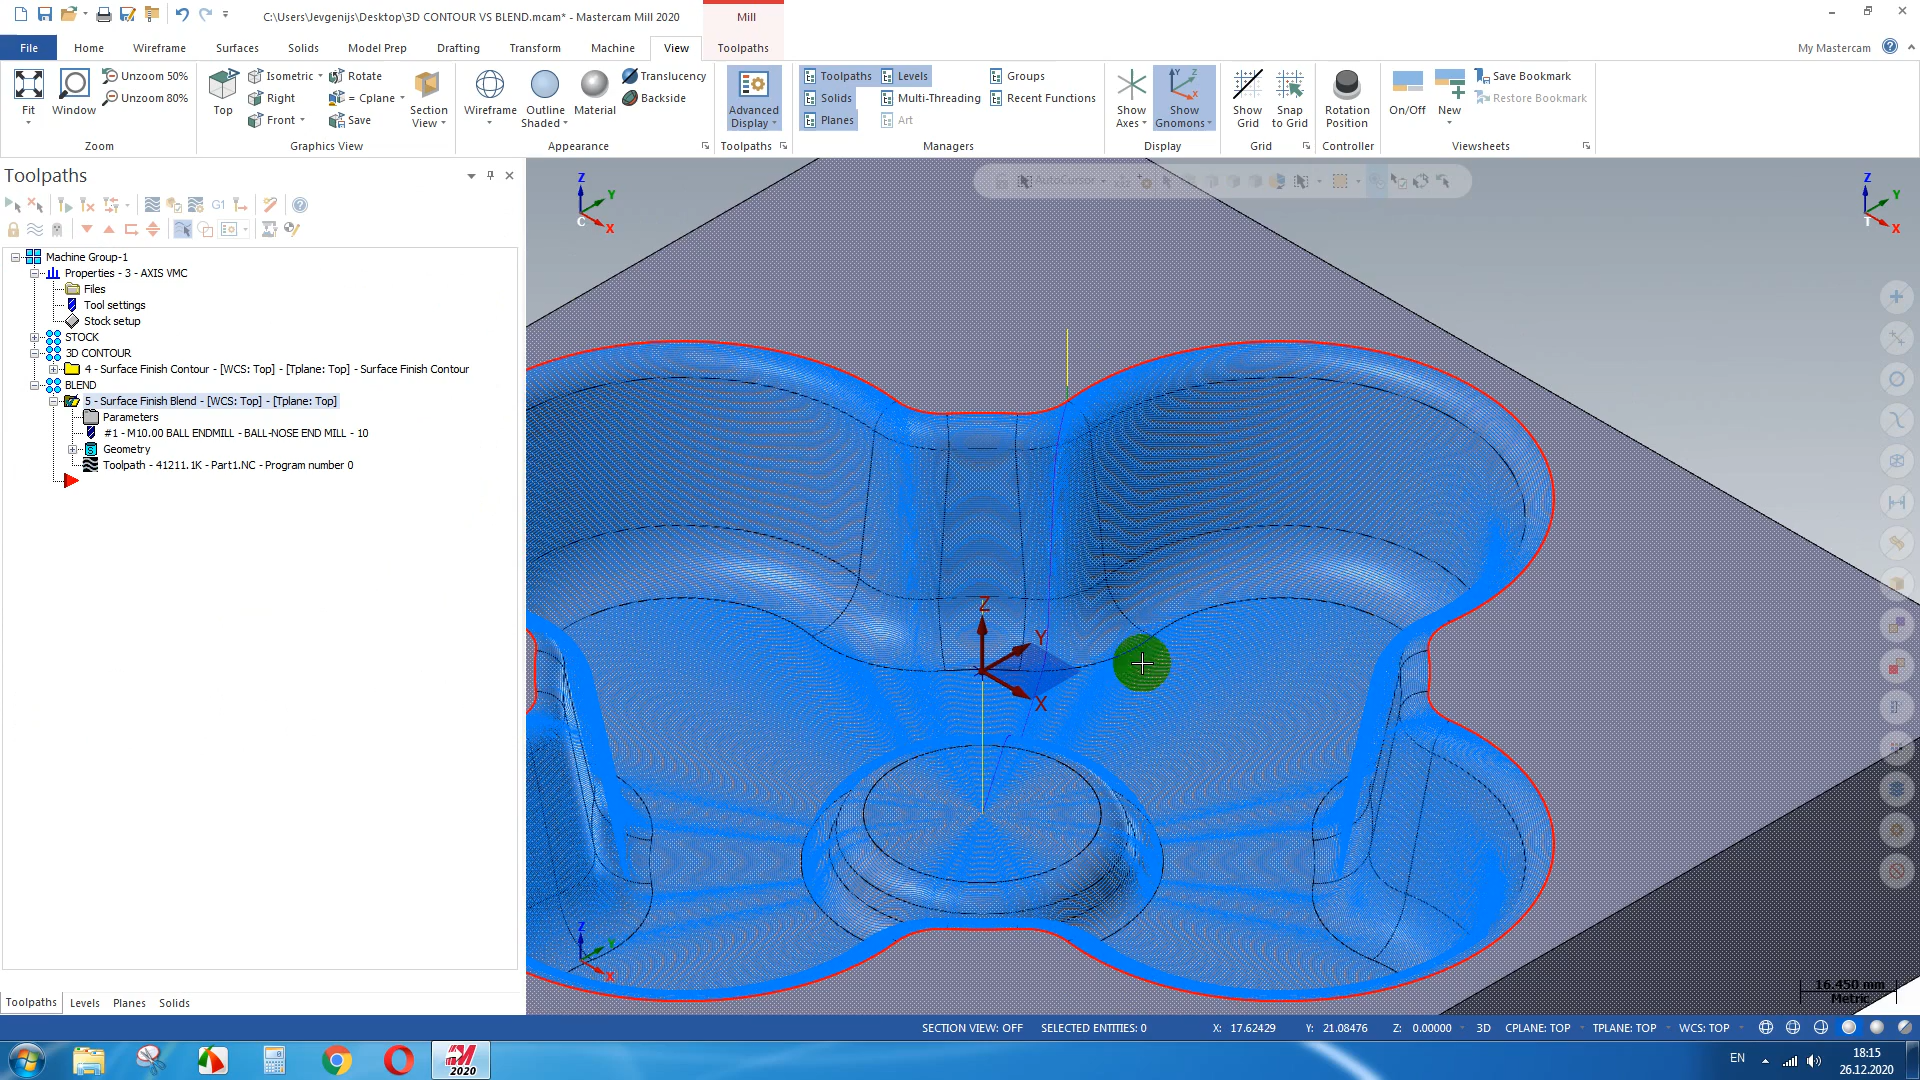 C:\Users\Jevgenijs\Desktop\3D CONTOUR VS BLEND.mcam* - Mastercam Mill 2020
Mill
File Home Wireframe Surfaces Solids Model Prep Drafting Transform Machine View Toolpaths My Mastercam
Fit
Window
Unzoom 50%
Unzoom 80%
Zoom
Top
Isometric
Right
Front
Rotate
= Cplane
Save
Section View
Graphics View
Wireframe
Outline Shaded
Material
Translucency
Backside
Appearance
Advanced Display
Toolpaths
Toolpaths
Solids
Planes
Levels
Multi-Threading
Art
Groups
Recent Functions
Managers
Show Axes
Show Gnomons
Display
Show Grid
Snap to Grid
Grid
Rotation Position
Controller
On/Off
New
Save Bookmark
Restore Bookmark
Viewsheets
Toolpaths
G1
Machine Group-1
Properties - 3 - AXIS VMC
Files
Tool settings
Stock setup
STOCK
3D CONTOUR
4 - Surface Finish Contour - [WCS: Top] - [Tplane: Top] - Surface Finish Contour
BLEND
5 - Surface Finish Blend - [WCS: Top] - [Tplane: Top]
Parameters
#1 - M10.00 BALL ENDMILL - BALL-NOSE END MILL - 10
Geometry
Toolpath - 41211.1K - Part1.NC - Program number 0
AutoCursor
Z
Y
X
C
Z
Y
X
T
Z
Y
X
Z
Y
X
16.450 mm
Metric
Toolpaths Levels Planes Solids
SECTION VIEW: OFF SELECTED ENTITIES: 0 X: 17.62429 Y: 21.08476 Z: 0.00000 3D CPLANE: TOP TPLANE: TOP WCS: TOP
2020
EN
18:15
26.12.2020